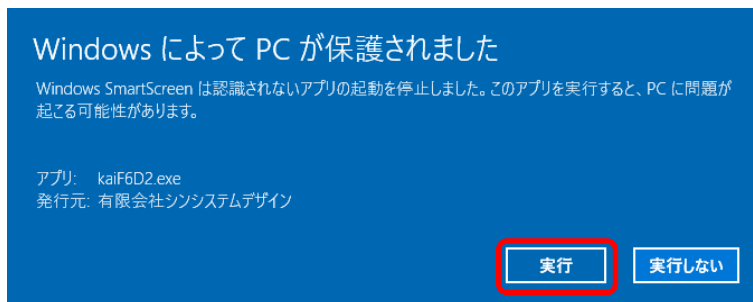 Windows によって PC が保護されました
Windows SmartScreen は認識されないアプリの起動を停止しました。このアプリを実行すると、PC に問題が
起こる可能性があります。
アプリ: kaiF6D2.exe
発行元: 有限会社シンシステムデザイン
実行 実行しない